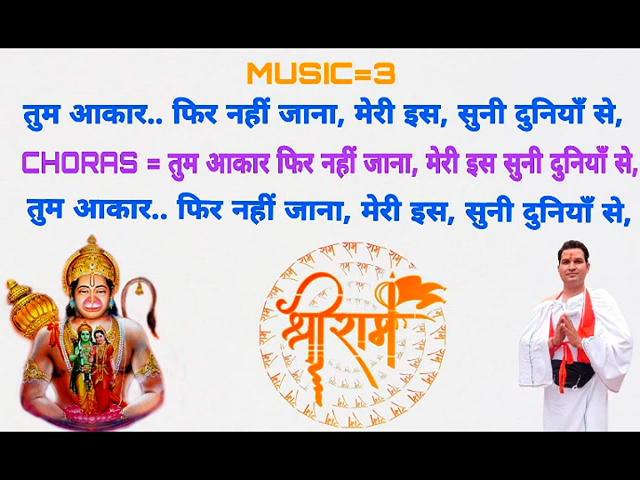 MUSIC=3
तुम आकार.. फिर नहीं जाना, मेरी इस, सुनी दुनियाँ से,
CHORAS = तुम आकार फिर नहीं जाना, मेरी इस सुनी दुनियाँ से,
तुम आकार.. फिर नहीं जाना, मेरी इस, सुनी दुनियाँ से,
श्री राम